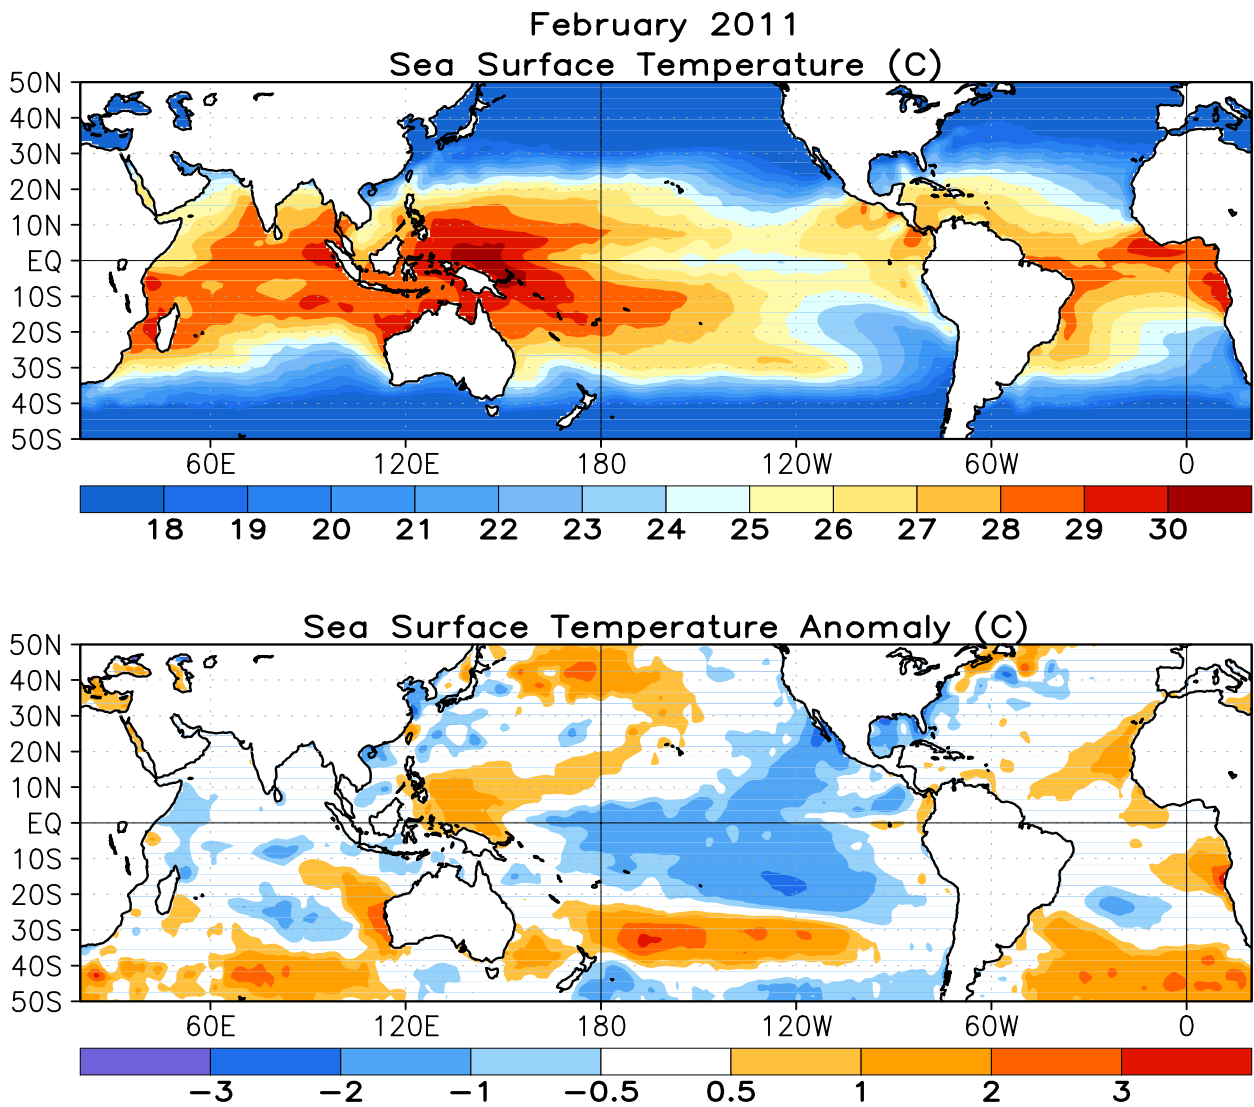 February 2011
Sea Surface Temperature (C)
50N
40N
30N
20N
10N
EQ
10S
20S
30S
40S
50S
60E 120E 180 120W 60W 0
18 19 20 21 22 23 24 25 26 27 28 29 30
Sea Surface Temperature Anomaly (C)
50N
40N
30N
20N
10N
EQ
10S
20S
30S
40S
50S
60E 120E 180 120W 60W 0
−3 −2 −1 −0.5 0.5 1 2 3